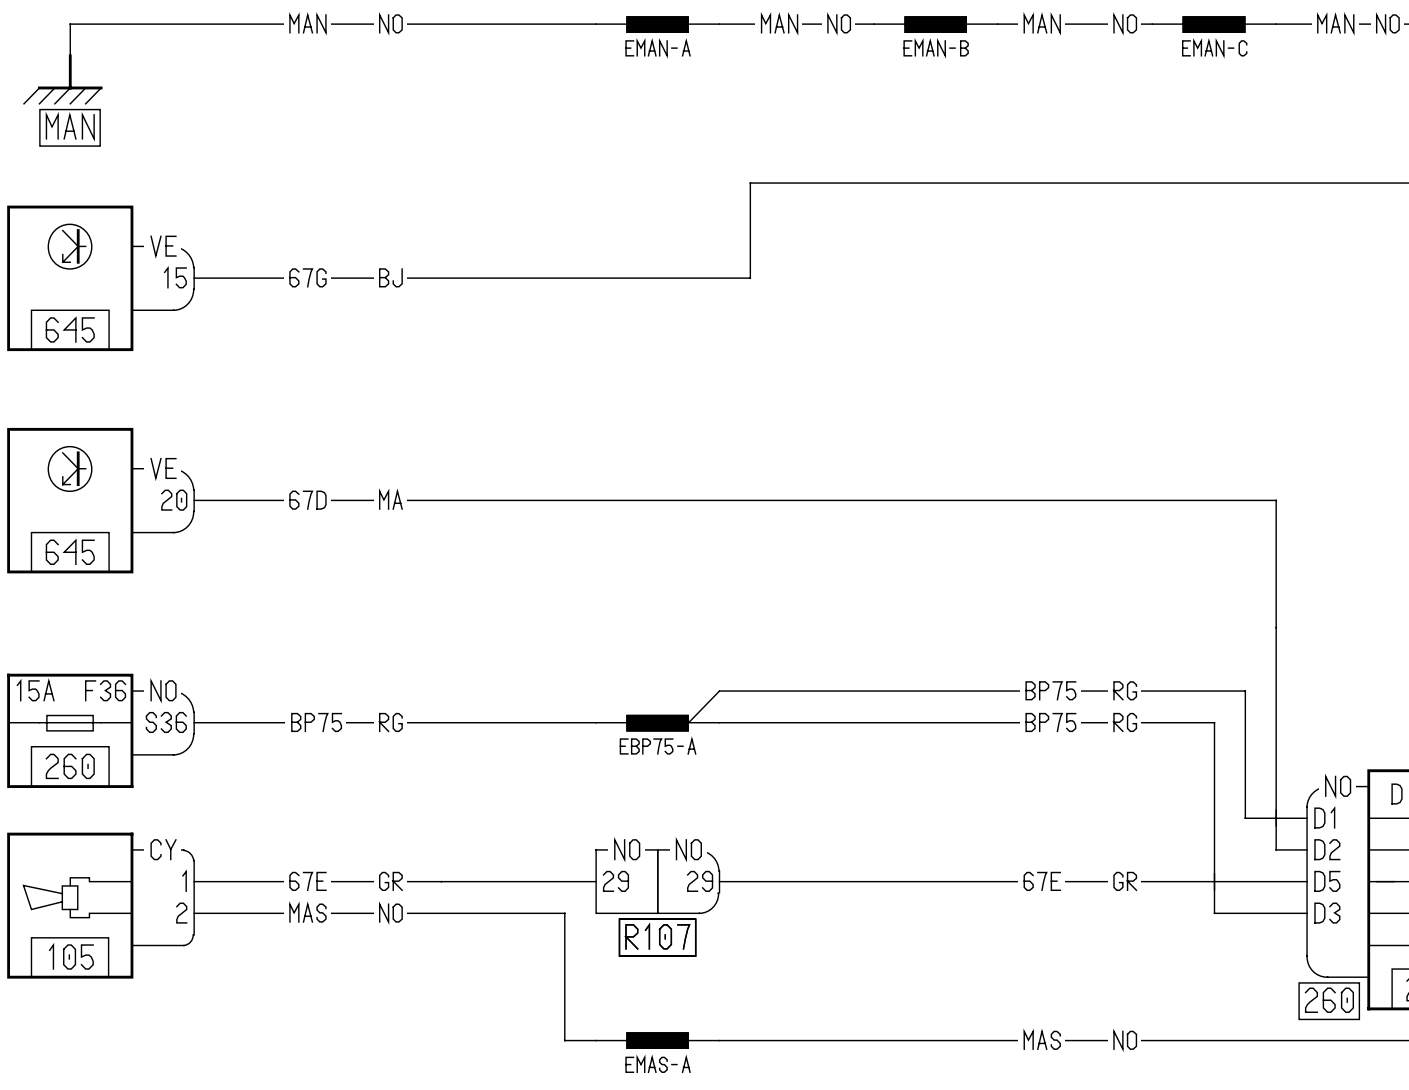 MAN NO MAN NO MAN NO MAN NO
EMAN-A EMAN-B EMAN-C
MAN
VE
15 67G BJ
645
VE
20 67D MA
645
15A F36 NO BP75 RG
S36 BP75 RG BP75 RG
EBP75-A
260
NO D
D1
CY NO NO D2
1 67E GR 29 29 67E GR D5
2 MAS NO D3
R107
105
260
MAS NO
EMAS-A